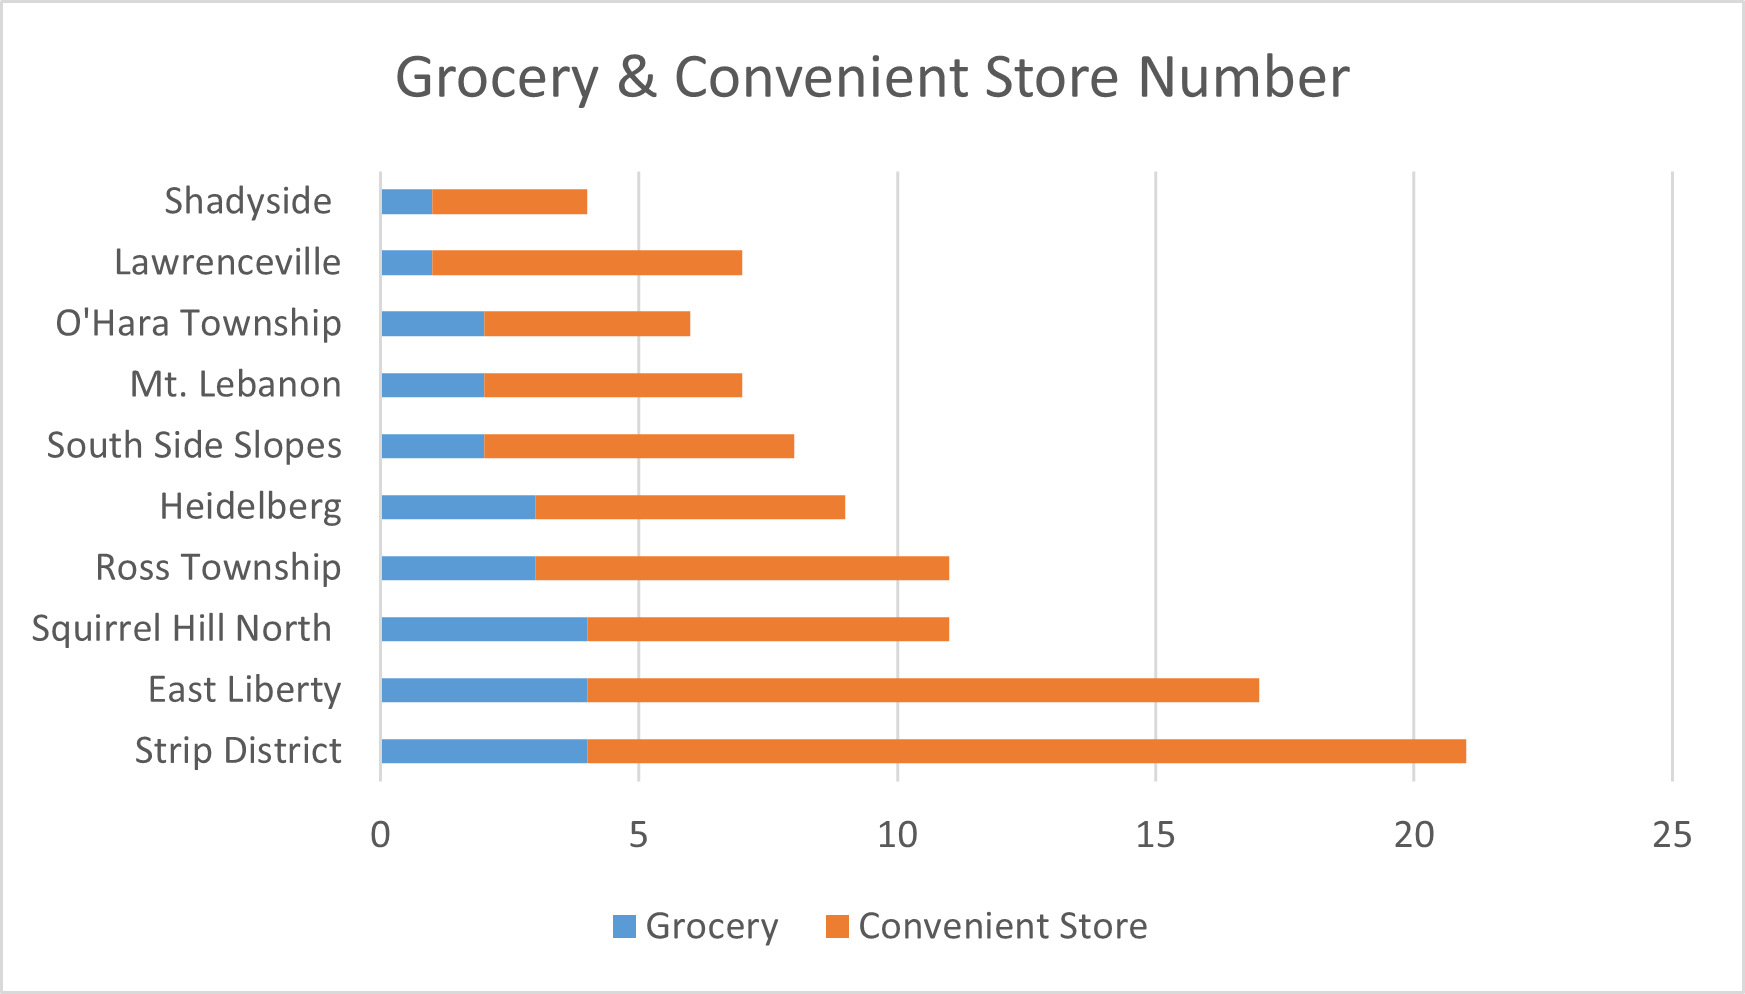 Grocery & Convenient Store Number
Shadyside
Lawrenceville
O'Hara Township
Mt. Lebanon
South Side Slopes
Heidelberg
Ross Township
Squirrel Hill North
East Liberty
Strip District
0 5 10 15 20 25
Grocery Convenient Store